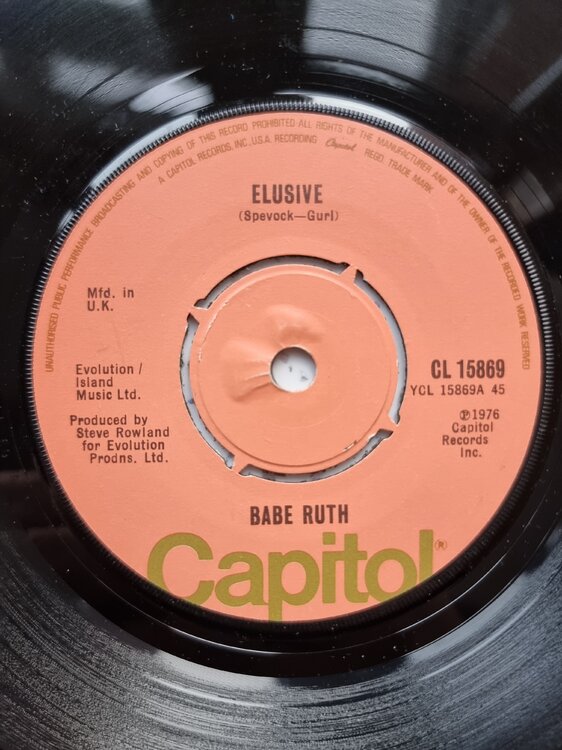 UNAUTHORISED PUBLIC PERFORMANCE BROADCASTING AND COPYING OF THIS RECORD PROHIBITED ALL RIGHTS OF THE MANUFACTURER AND OF THE OWNER OF THE RECORDED WORK RESERVED
A CAPITOL RECORDS, INC., U.S.A. RECORDING Capitol REGD. TRADE MARK
ELUSIVE
(Spevock—Gurl)
Mfd. in
U.K.
Evolution/
Island
Music Ltd.
Produced by
Steve Rowland
for Evolution
Prodns. Ltd.
CL 15869
YCL 15869A 45
℗1976
Capitol
Records
Inc.
BABE RUTH
Capitol®